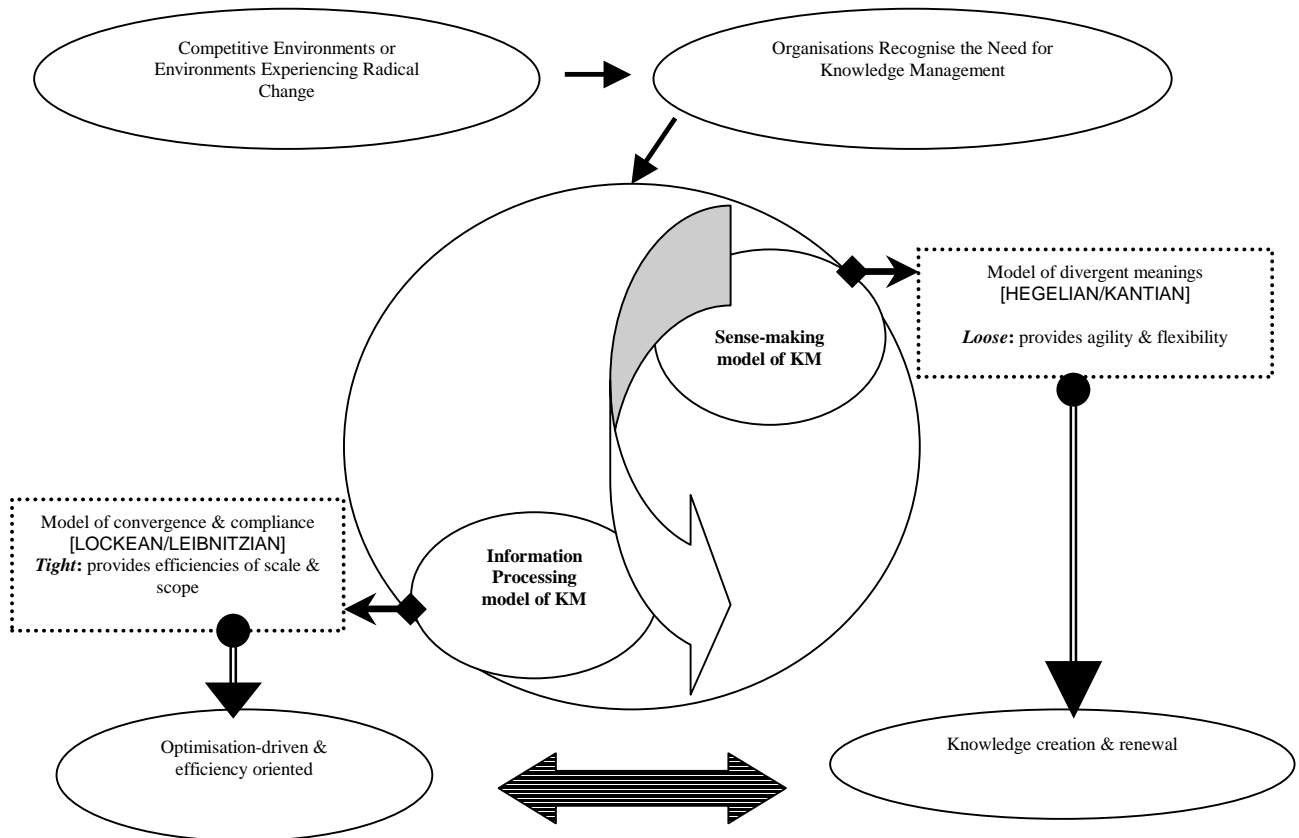 Competitive Environments or
Environments Experiencing Radical
Change
Organisations Recognise the Need for
Knowledge Management
Model of divergent meanings
[HEGELIAN/KANTIAN]
Loose: provides agility & flexibility
Sense-making
model of KM
Model of convergence & compliance
[LOCKEAN/LEIBNITZIAN]
Tight: provides efficiencies of scale &
scope
Information
Processing
model of KM
Optimisation-driven &
efficiency oriented
Knowledge creation & renewal